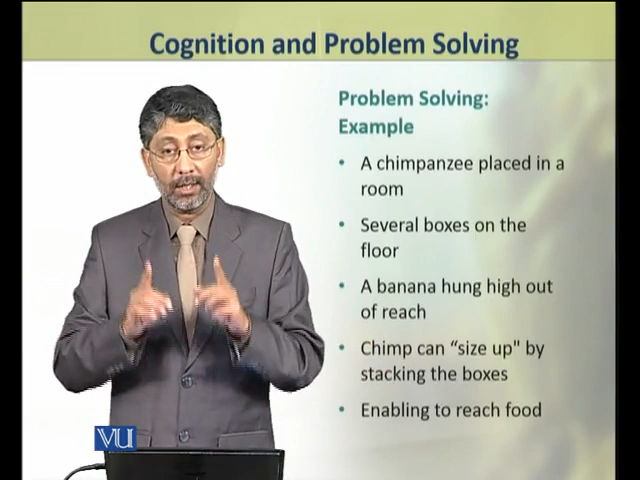 Cognition and Problem Solving
Problem Solving:
Example
• A chimpanzee placed in a
room
• Several boxes on the
floor
• A banana hung high out
of reach
• Chimp can “size up" by
stacking the boxes
• Enabling to reach food
VU